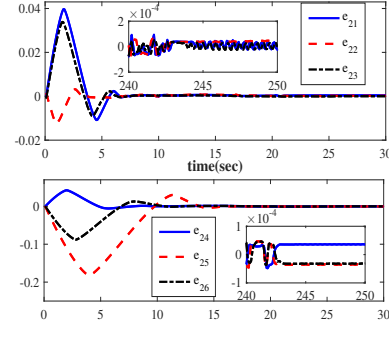 0.04
0.02
0
-0.02
0 5 10 15 20 25 30
time(sec)
2 ×10⁻⁴
0
-2
240 245 250
e₂₁
e₂₂
e₂₃
0
-0.1
-0.2
0 5 10 15 20 25 30
e₂₄
e₂₅
e₂₆
1 ×10⁻⁴
0
-1
240 245 250